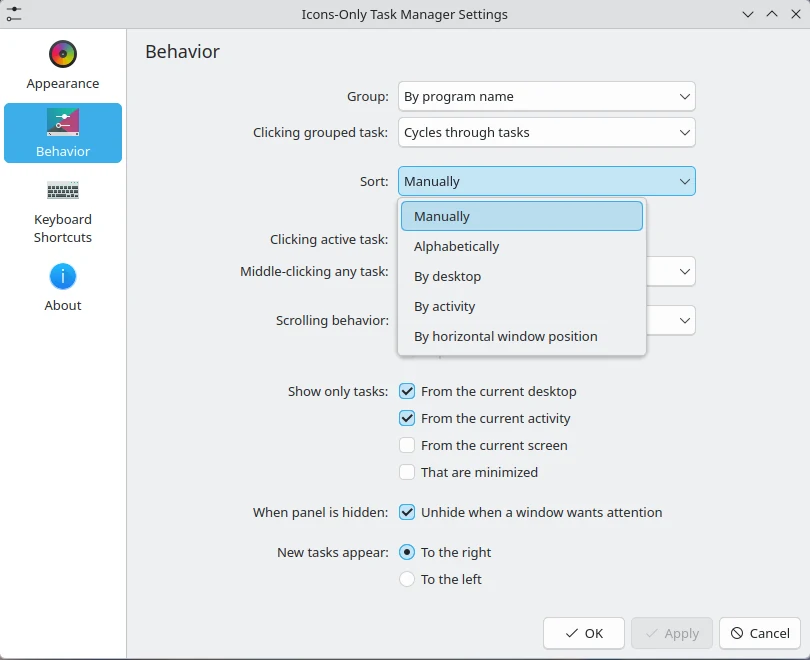 Icons-Only Task Manager Settings
Appearance
Behavior
Keyboard
Shortcuts
About
Behavior
Group: By program name
Clicking grouped task: Cycles through tasks
Sort: Manually
Manually
Alphabetically
By desktop
By activity
By horizontal window position
Clicking active task:
Middle-clicking any task:
Scrolling behavior:
Show only tasks: From the current desktop
From the current activity
From the current screen
That are minimized
When panel is hidden: Unhide when a window wants attention
New tasks appear: To the right
To the left
OK Apply Cancel